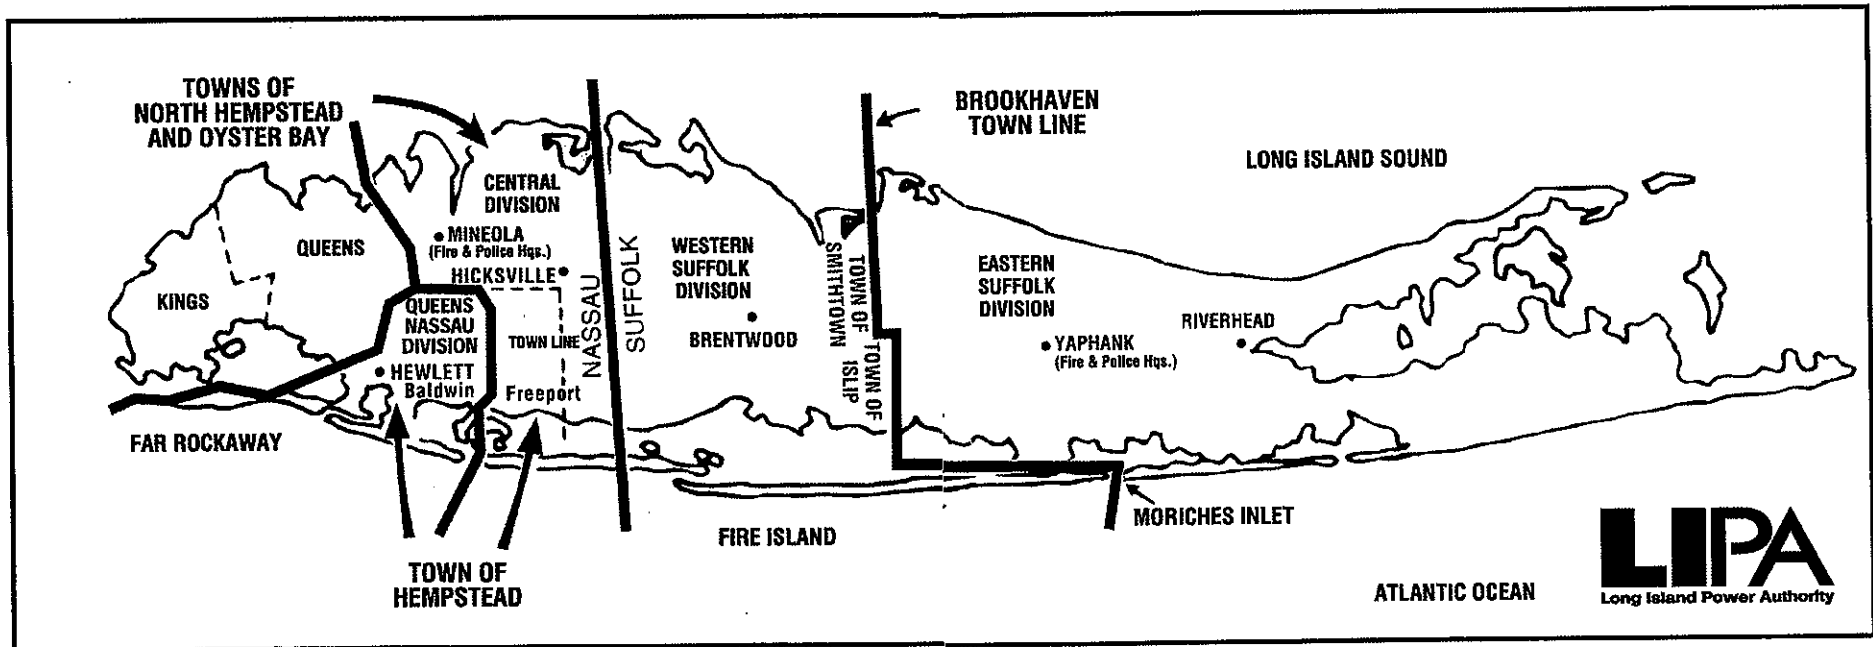 TOWNS OF
NORTH HEMPSTEAD
AND OYSTER BAY
BROOKHAVEN
TOWN LINE
LONG ISLAND SOUND
CENTRAL
DIVISION
MINEOLA
(Fire & Police Hqs.)
HICKSVILLE
QUEENS
KINGS
QUEENS
NASSAU
DIVISION
HEWLETT
Baldwin
TOWN LINE
Freeport
NASSAU
SUFFOLK
WESTERN
SUFFOLK
DIVISION
BRENTWOOD
TOWN OF
SMITHTOWN
TOWN OF
ISLIP
EASTERN
SUFFOLK
DIVISION
YAPHANK
(Fire & Police Hqs.)
RIVERHEAD
FAR ROCKAWAY
TOWN OF
HEMPSTEAD
FIRE ISLAND
MORICHES INLET
ATLANTIC OCEAN
LIPA
Long Island Power Authority